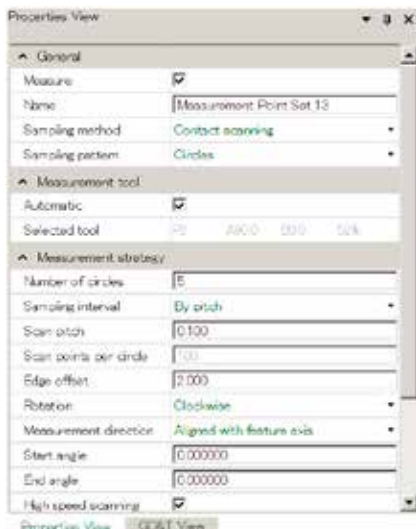 Properties View
General
Measure
Name Measurement Point Set 13
Sampling method Contact scanning
Sampling pattern Circles
Measurement tool
Automatic
Selected tool
Measurement strategy
Number of circles 5
Sampling interval By pitch
Scan pitch 0.100
Scan points per circle 100
Edge offset 2.000
Rotation Clockwise
Measurement direction Aligned with feature axis
Start angle 0.000000
End angle 0.000000
High speed scanning
Properties View GD&T View